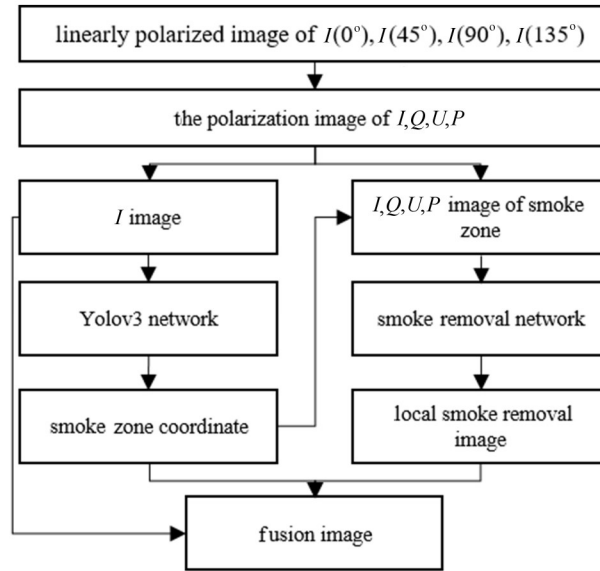 linearly polarized image of I(0°), I(45°), I(90°), I(135°)
the polarization image of I,Q,U,P
I image
I,Q,U,P image of smoke
zone
Yolov3 network
smoke removal network
smoke zone coordinate
local smoke removal
image
fusion image